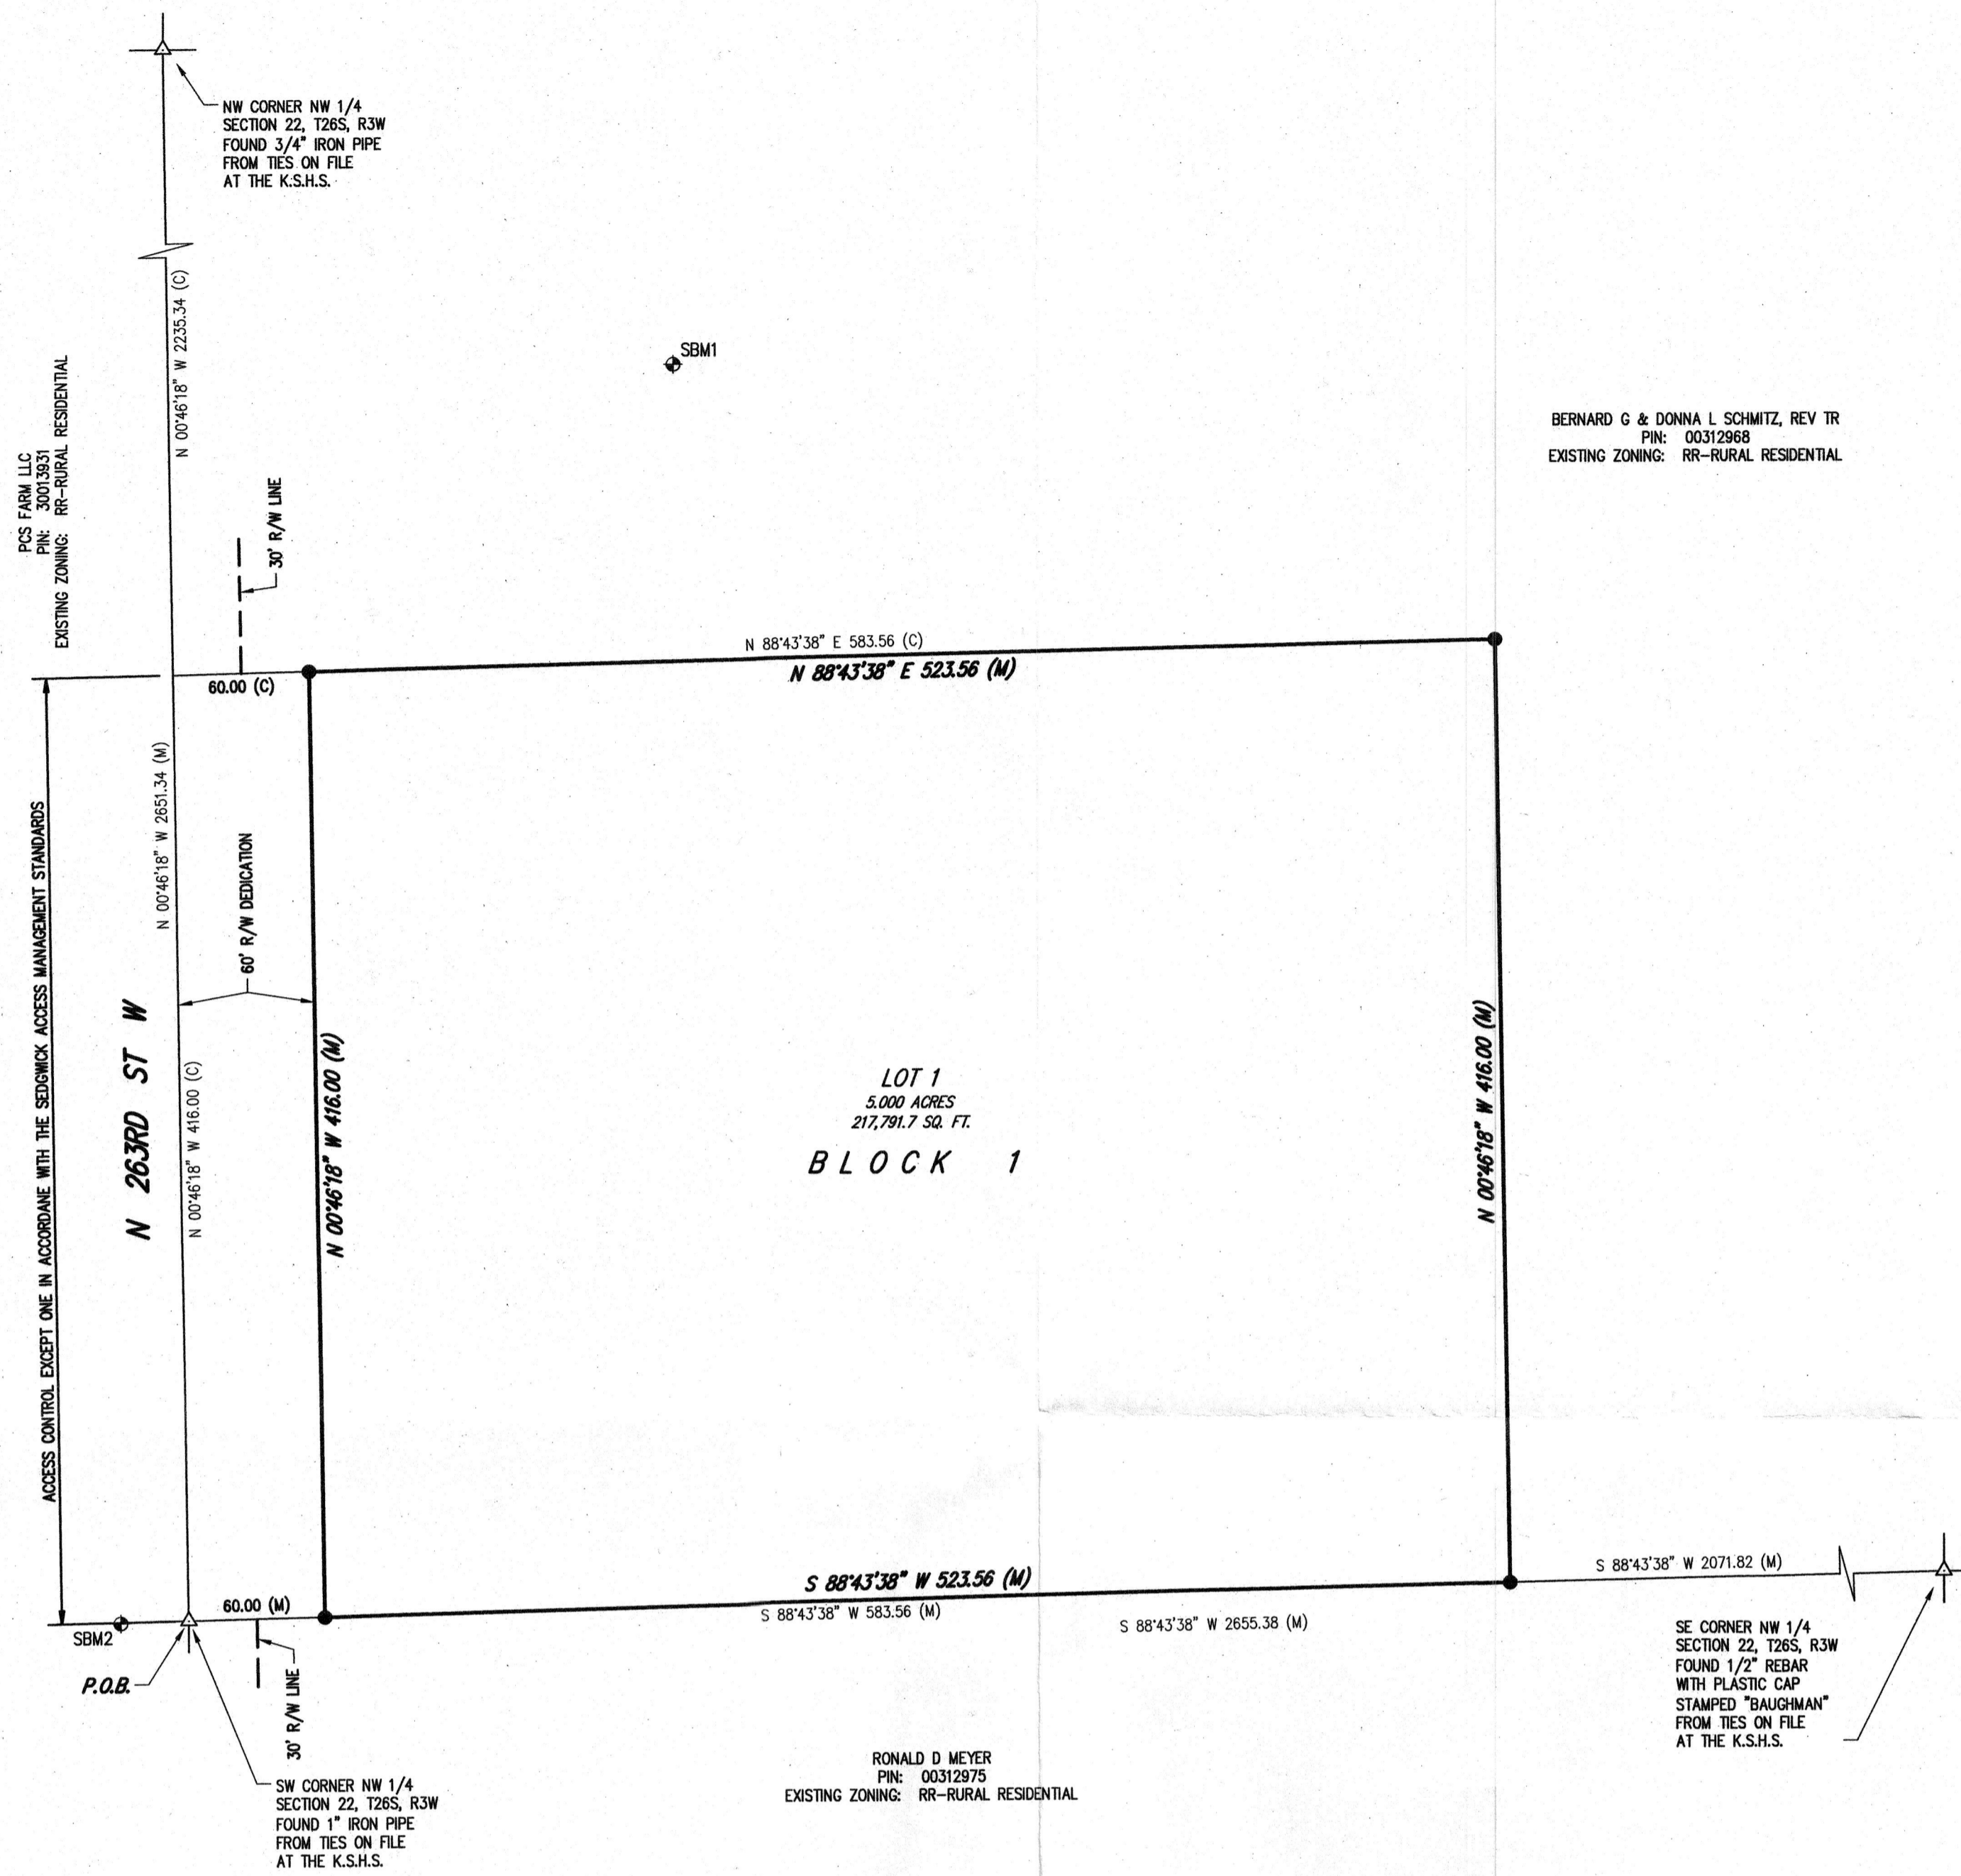 NW CORNER NW 1/4
SECTION 22, T26S, R3W
FOUND 3/4" IRON PIPE
FROM TIES ON FILE
AT THE K.S.H.S.
N 00°46'18" W 2235.34 (C)
SBM1
PCS FARM LLC
PIN: 30013931
EXISTING ZONING: RR-RURAL RESIDENTIAL
BERNARD G & DONNA L SCHMITZ, REV TR
PIN: 00312968
EXISTING ZONING: RR-RURAL RESIDENTIAL
30' R/W LINE
N 88°43'38" E 583.56 (C)
N 88°43'38" E 523.56 (M)
60.00 (C)
N 00°46'18" W 2651.34 (M)
ACCESS CONTROL EXCEPT ONE IN ACCORDANE WITH THE SEDGWICK ACCESS MANAGEMENT STANDARDS
60' R/W DEDICATION
N 263RD ST W
N 00°46'18" W 416.00 (C)
N 00°46'18" W 416.00 (M)
LOT 1
5.000 ACRES
217,791.7 SQ. FT.
BLOCK 1
N 00°46'18" W 416.00 (M)
S 88°43'38" W 523.56 (M)
S 88°43'38" W 583.56 (M)
S 88°43'38" W 2655.38 (M)
S 88°43'38" W 2071.82 (M)
60.00 (M)
SBM2
P.O.B.
30' R/W LINE
SW CORNER NW 1/4
SECTION 22, T26S, R3W
FOUND 1" IRON PIPE
FROM TIES ON FILE
AT THE K.S.H.S.
RONALD D MEYER
PIN: 00312975
EXISTING ZONING: RR-RURAL RESIDENTIAL
SE CORNER NW 1/4
SECTION 22, T26S, R3W
FOUND 1/2" REBAR
WITH PLASTIC CAP
STAMPED "BAUGHMAN"
FROM TIES ON FILE
AT THE K.S.H.S.